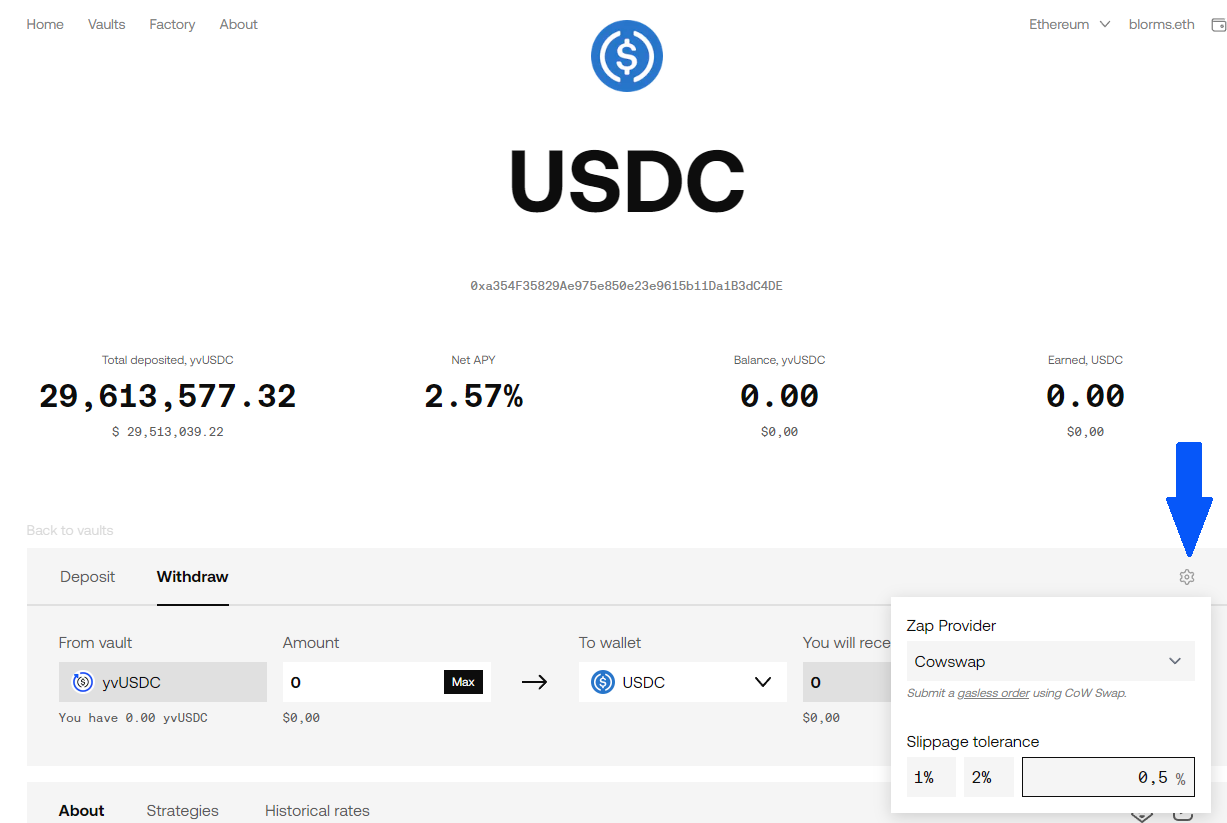 Home Vaults Factory About Ethereum blorms.eth
USDC
0xa354F35829Ae975e850e23e9615b11Da1B3dC4DE
Total deposited, yvUSDC Net APY Balance, yvUSDC Earned, USDC
29,613,577.32 2.57% 0.00 0.00
$ 29,513,039.22 $0,00 $0,00
Back to vaults
Deposit Withdraw
From vault Amount To wallet You will rece
yvUSDC 0 Max USDC 0
You have 0.00 yvUSDC $0,00 $0,00
Zap Provider
Cowswap
Submit a gasless order using CoW Swap.
Slippage tolerance
1% 2% 0,5 %
About Strategies Historical rates